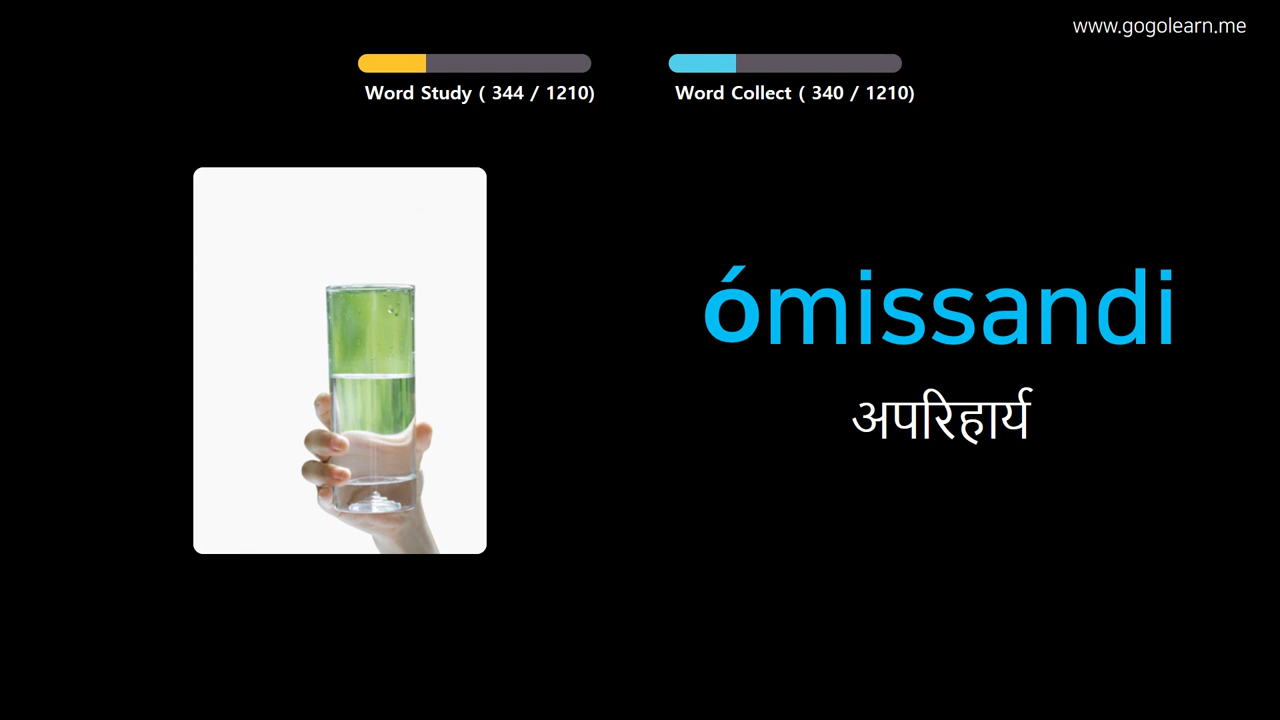 www.gogolearn.me
Word Study ( 344 / 1210)
Word Collect ( 340 / 1210)
ómissandi
अपरिहार्य